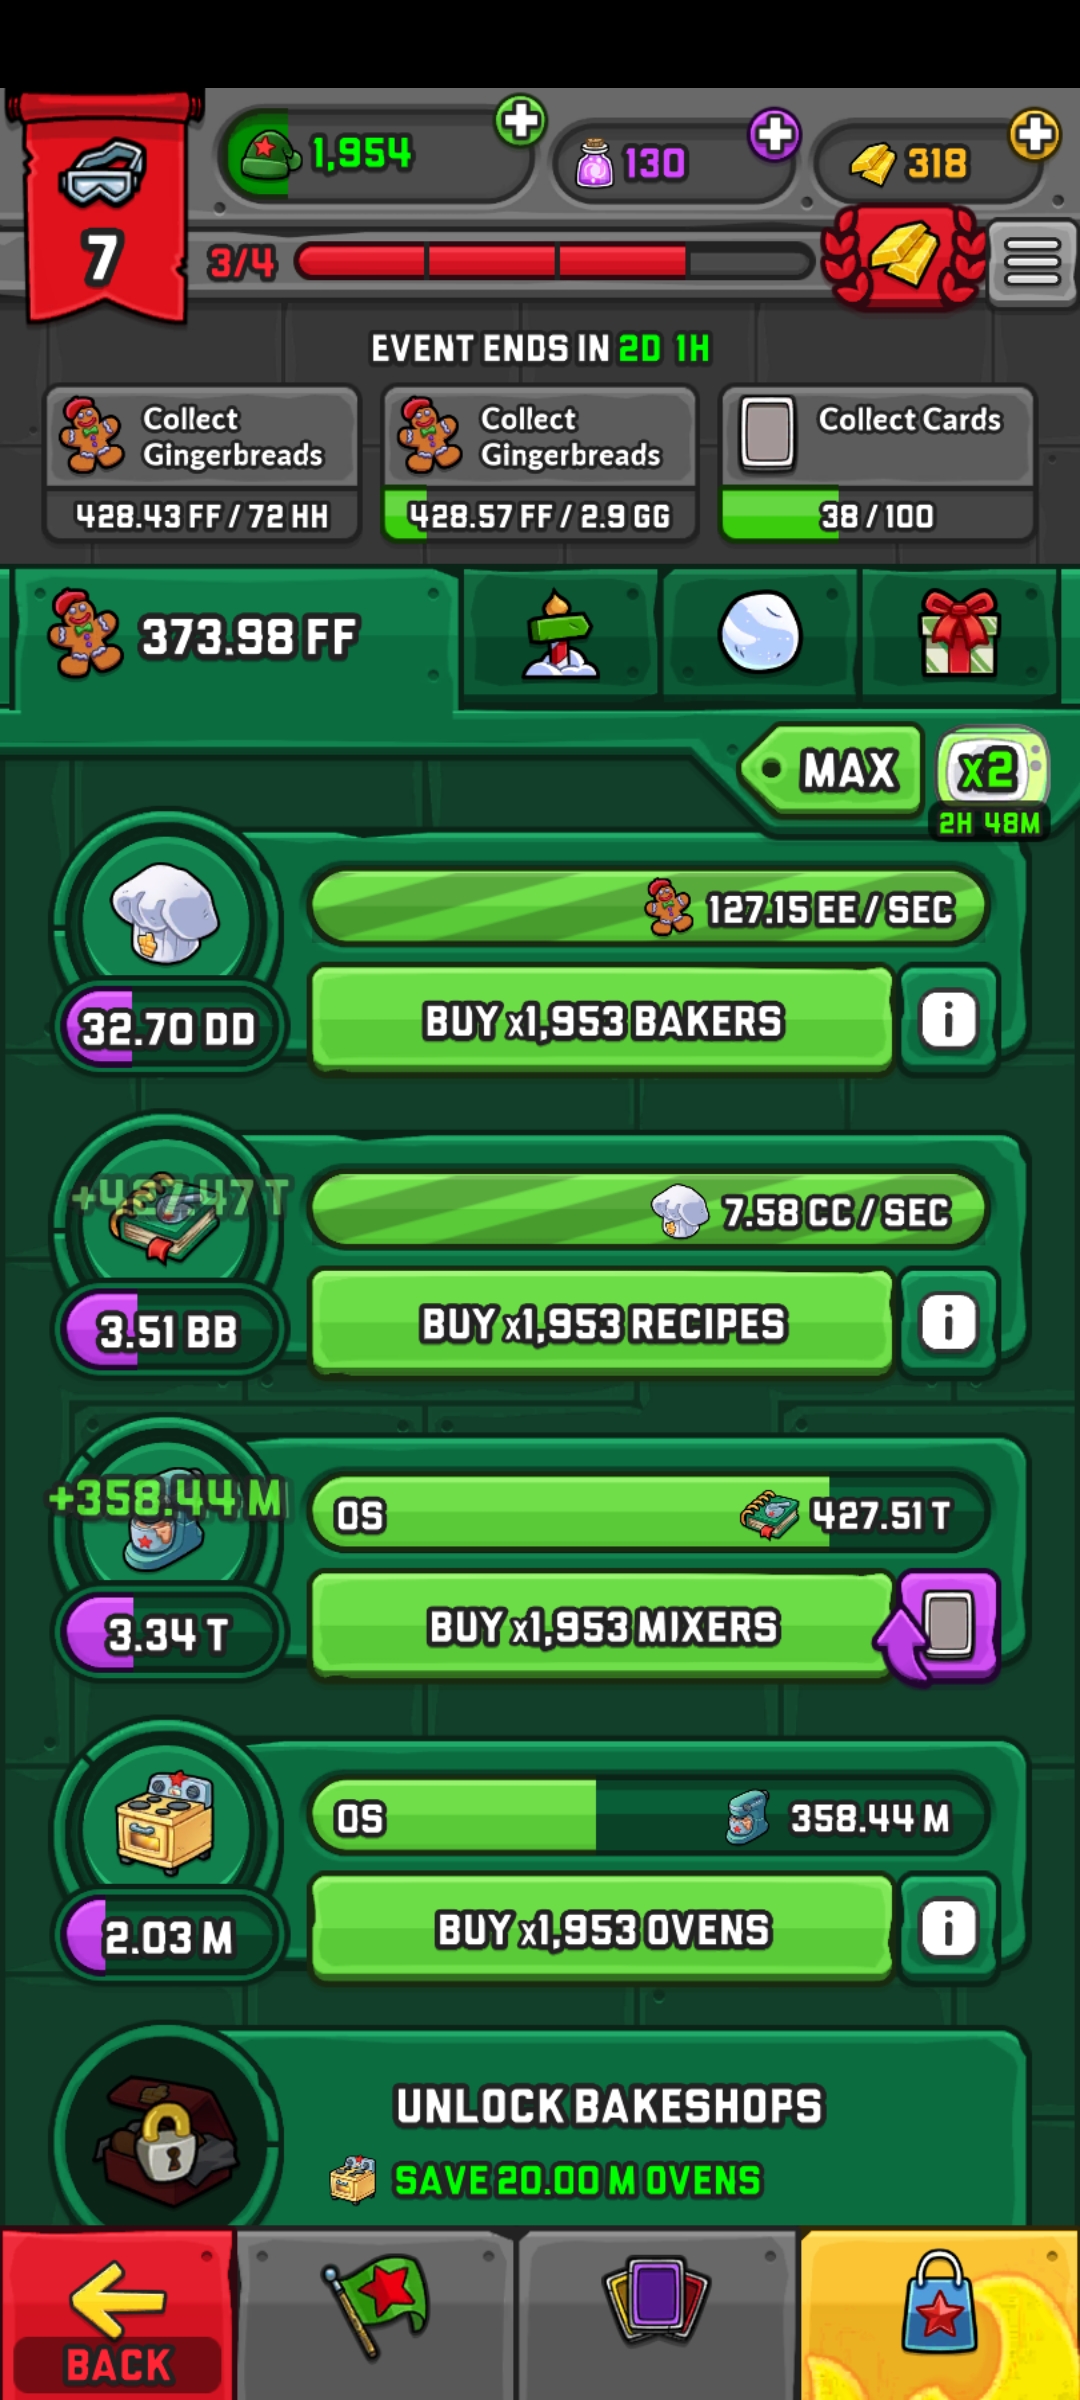 1,954
130
318
7
3/4
EVENT ENDS IN 2D 1H
Collect
Gingerbreads
428.43 FF / 72 HH
Collect
Gingerbreads
428.57 FF / 2.9 GG
Collect Cards
38 / 100
373.98 FF
MAX
x2
2H 48M
127.15 EE / SEC
32.70 DD
BUY x1,953 BAKERS
i
+427.47 T
7.58 CC / SEC
3.51 BB
BUY x1,953 RECIPES
i
+358.44 M
0S
427.51 T
3.34 T
BUY x1,953 MIXERS
0S
358.44 M
2.03 M
BUY x1,953 OVENS
i
UNLOCK BAKESHOPS
SAVE 20.00 M OVENS
BACK